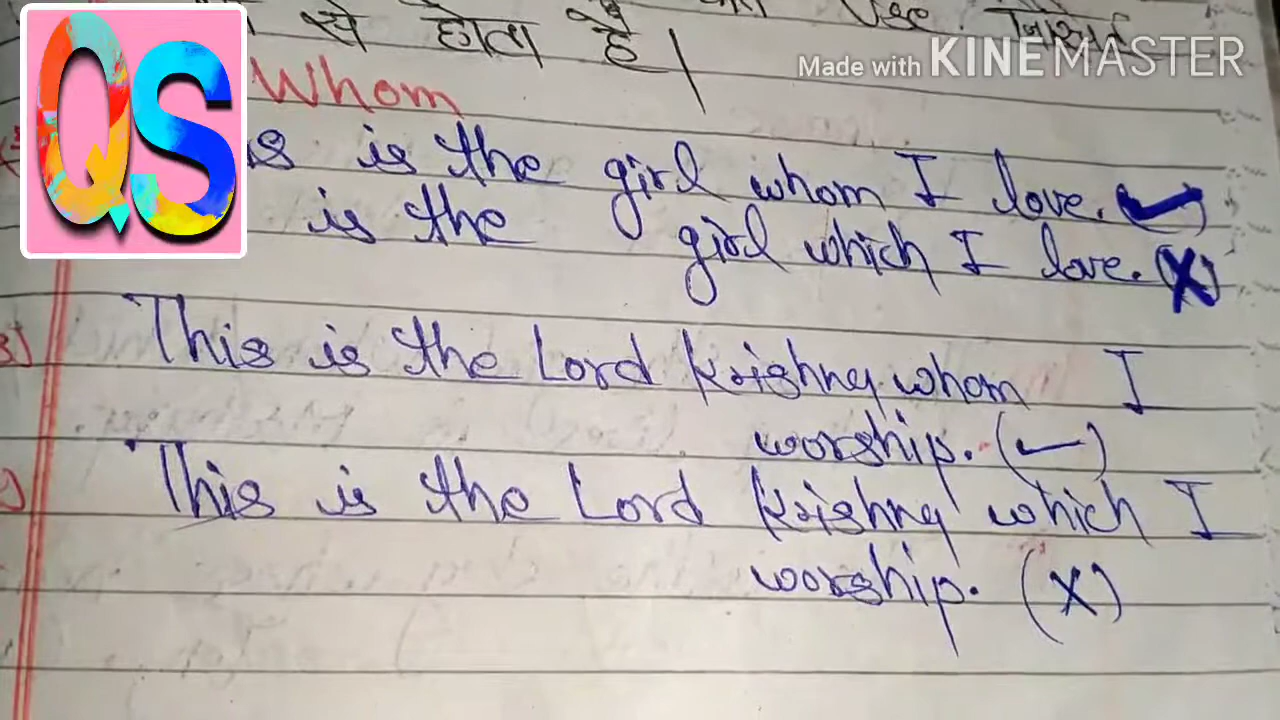 से होता है।
Use
Made with KINEMASTER
QS
Whom
is the girl whom I love.
is the girl which I love. (X)
This is the Lord Krishna whom I
worship. (✓)
This is the Lord Krishna which I
worship. (X)